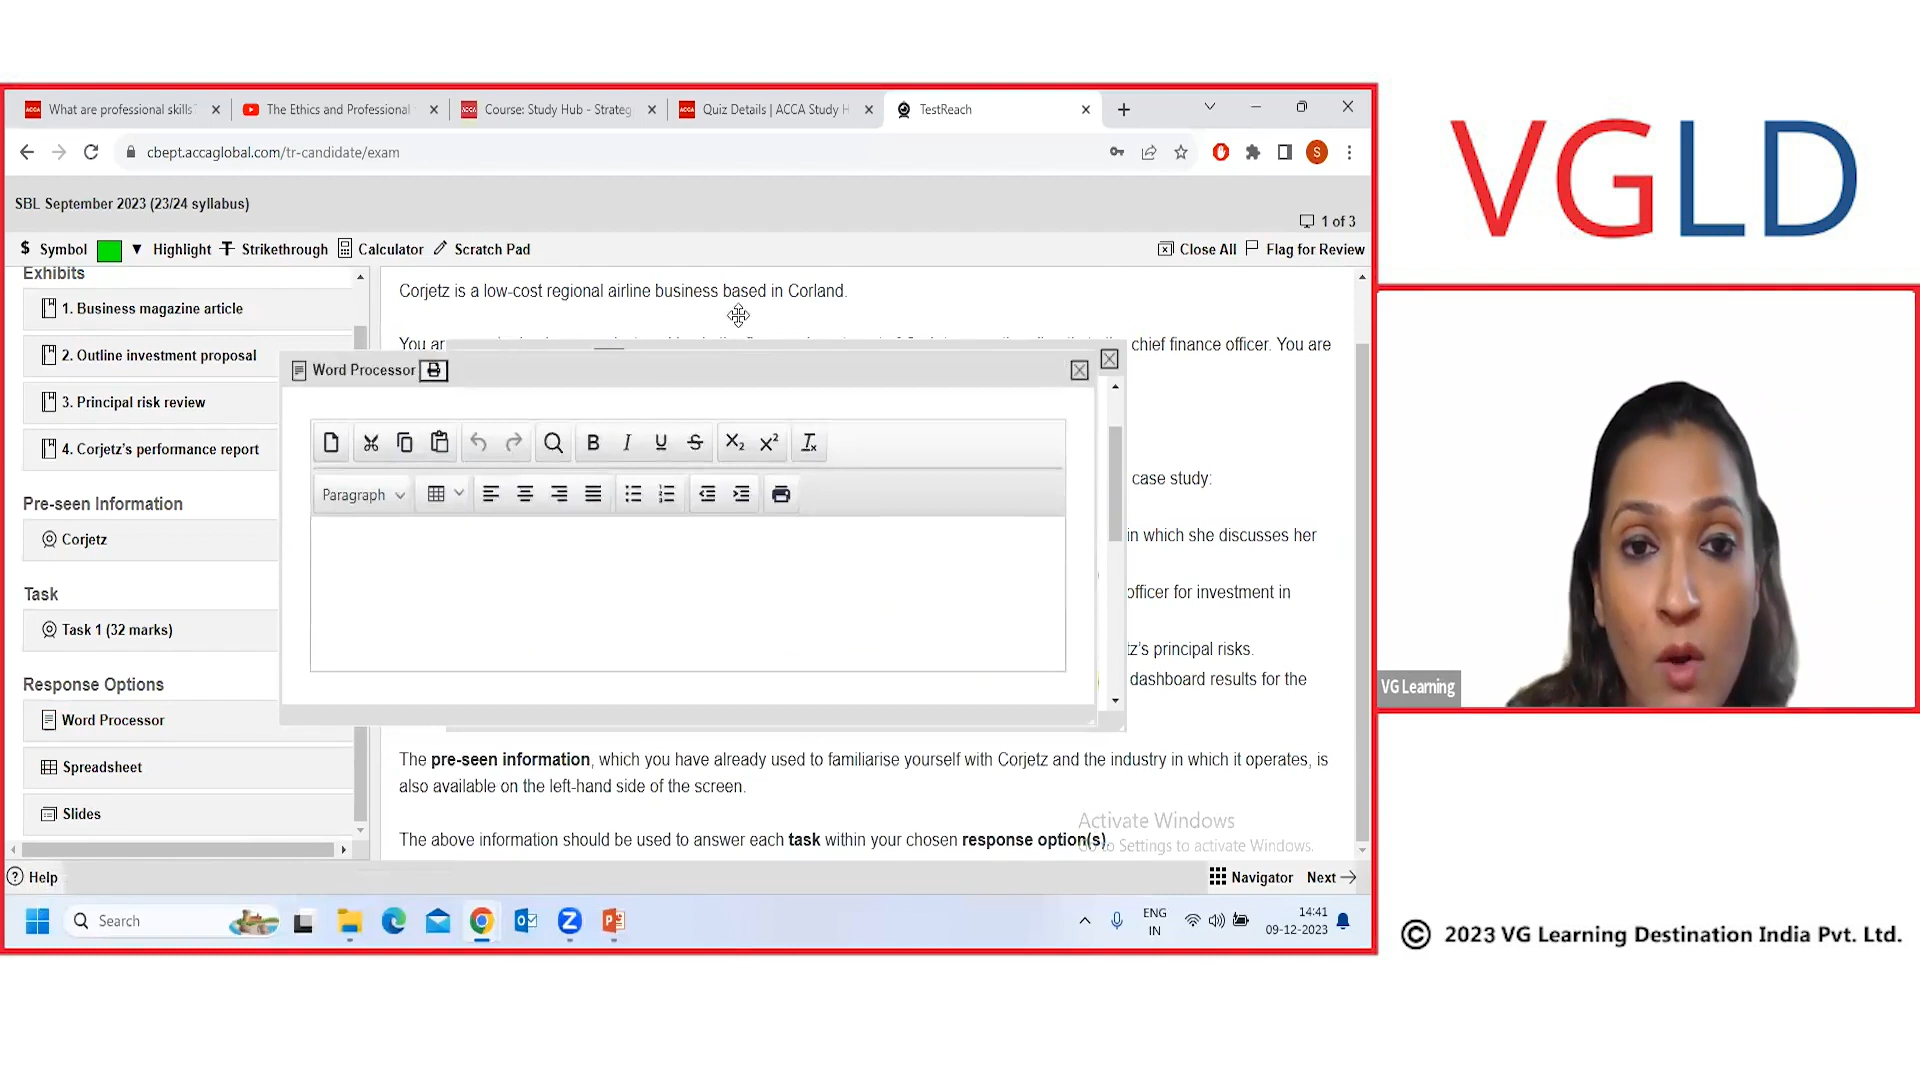 What are professional skills
The Ethics and Professional
Course: Study Hub - Strateg
Quiz Details | ACCA Study H
TestReach
cbept.accaglobal.com/tr-candidate/exam
S
SBL September 2023 (23/24 syllabus)
1 of 3
$ Symbol
Highlight
Strikethrough
Calculator
Scratch Pad
Close All
Flag for Review
Exhibits
1. Business magazine article
2. Outline investment proposal
3. Principal risk review
4. Corjetz's performance report
Pre-seen Information
Corjetz
Task
Task 1 (32 marks)
Response Options
Word Processor
Spreadsheet
Slides
Corjetz is a low-cost regional airline business based in Corland.
You ar
chief finance officer. You are
Word Processor
Paragraph
case study:
in which she discusses her
officer for investment in
tz's principal risks.
dashboard results for the
The pre-seen information, which you have already used to familiarise yourself with Corjetz and the industry in which it operates, is
also available on the left-hand side of the screen.
The above information should be used to answer each task within your chosen response option(s).
Activate Windows
Go to Settings to activate Windows.
Help
Navigator
Next
Search
ENG
IN
14:41
09-12-2023
VGLD
VG Learning
© 2023 VG Learning Destination India Pvt. Ltd.